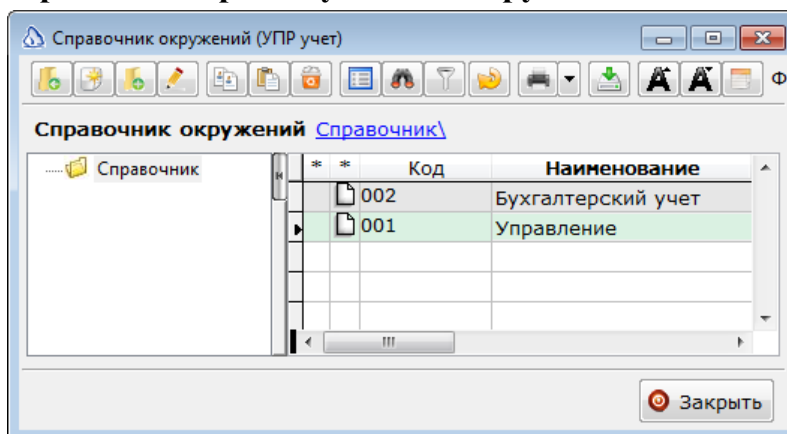 Справочник окружений (УПР учет)
Справочник окружений Справочник\
Справочник
* * Код Наименование
002 Бухгалтерский учет
001 Управление
Закрыть